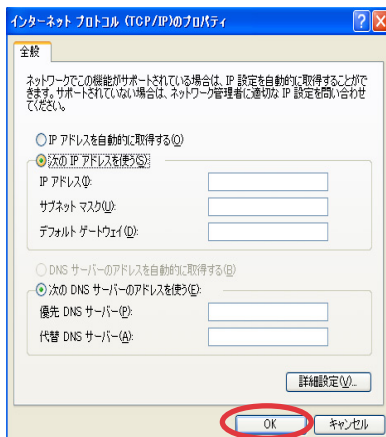 インターネット プロトコル (TCP/IP)のプロパティ
全般
ネットワークでこの機能がサポートされている場合は、IP 設定を自動的に取得することがで
きます。サポートされていない場合は、ネットワーク管理者に適切な IP 設定を問い合わせ
てください。
IP アドレスを自動的に取得する(O)
次の IP アドレスを使う(S):
IP アドレス(I):
サブネット マスク(U):
デフォルト ゲートウェイ(D):
DNS サーバーのアドレスを自動的に取得する(B)
次の DNS サーバーのアドレスを使う(E):
優先 DNS サーバー(P):
代替 DNS サーバー(A):
詳細設定(V)...
OK
キャンセル